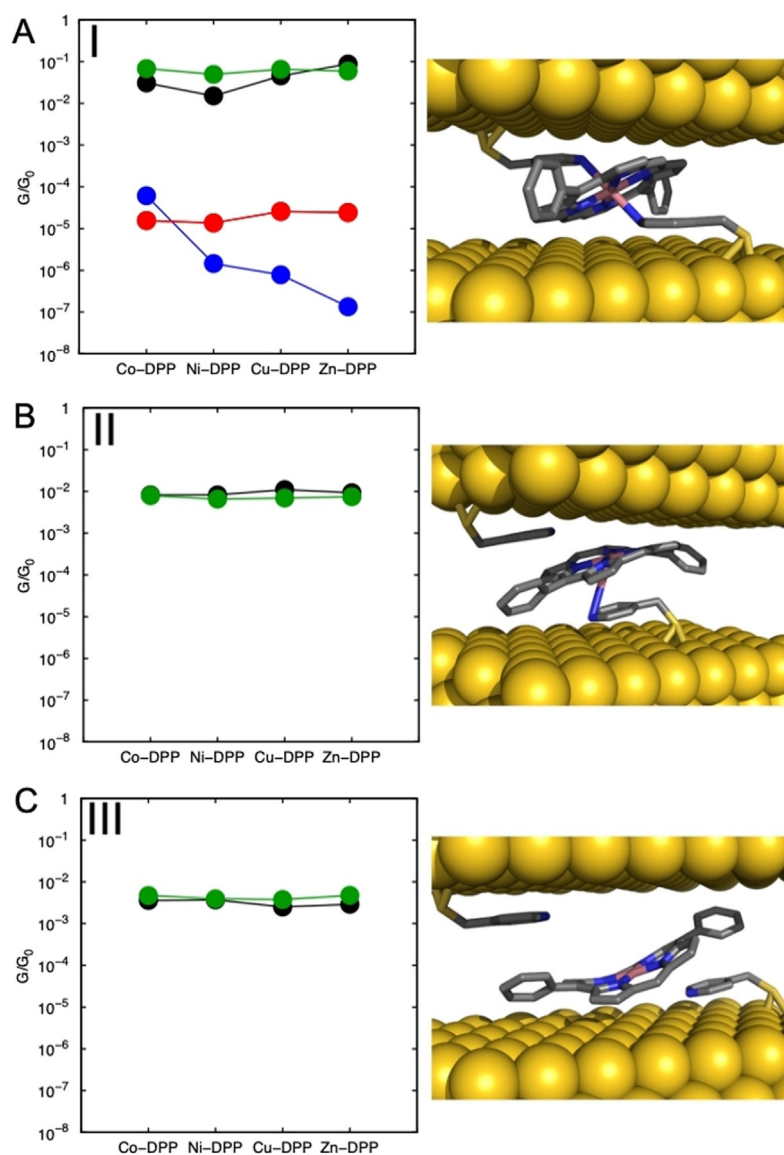 A
I
1
10⁻¹
10⁻²
10⁻³
10⁻⁴
10⁻⁵
10⁻⁶
10⁻⁷
10⁻⁸
G/G₀
Co–DPP Ni–DPP Cu–DPP Zn–DPP
B
II
1
10⁻¹
10⁻²
10⁻³
10⁻⁴
10⁻⁵
10⁻⁶
10⁻⁷
10⁻⁸
G/G₀
Co–DPP Ni–DPP Cu–DPP Zn–DPP
C
III
1
10⁻¹
10⁻²
10⁻³
10⁻⁴
10⁻⁵
10⁻⁶
10⁻⁷
10⁻⁸
G/G₀
Co–DPP Ni–DPP Cu–DPP Zn–DPP